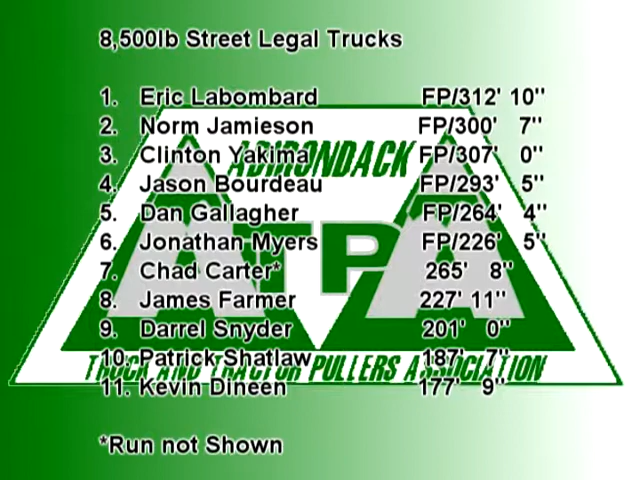 8,500lb Street Legal Trucks
1. Eric Labombard FP/312' 10"
2. Norm Jamieson FP/300' 7"
3. Clinton Yakima FP/307' 0"
4. Jason Bourdeau FP/293' 5"
5. Dan Gallagher FP/264' 4"
6. Jonathan Myers FP/226' 5"
7. Chad Carter* 265' 8"
8. James Farmer 227' 11"
9. Darrel Snyder 201' 0"
10. Patrick Shatlaw 187' 7"
11. Kevin Dineen 177' 9"
*Run not Shown
ADIRONDACK
ATPA
TRUCK AND TRACTOR PULLERS ASSOCIATION